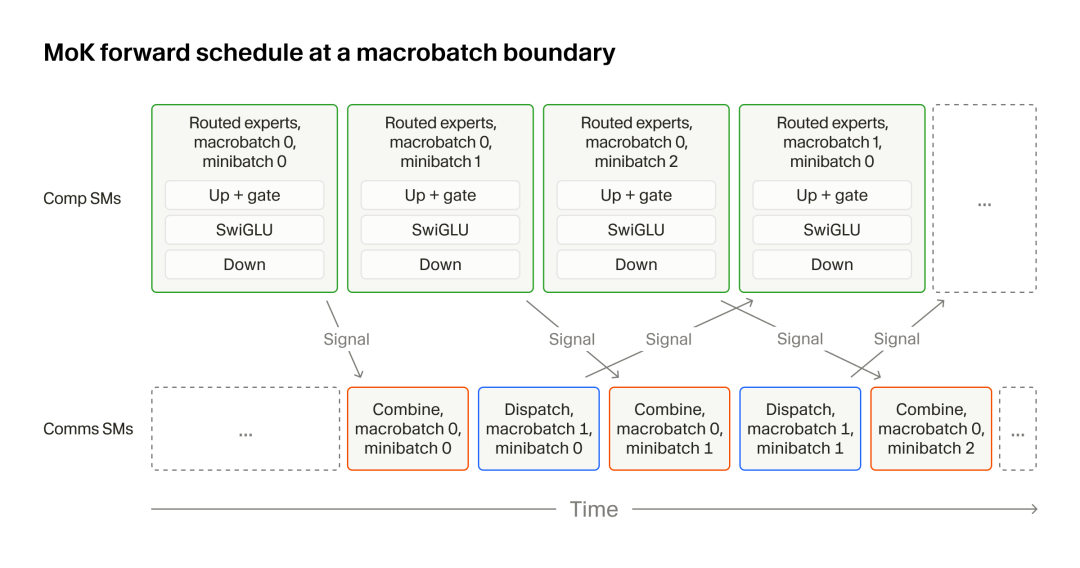 MoK forward schedule at a macrobatch boundary
Comp SMs
Routed experts,
macrobatch 0,
minibatch 0
Up + gate
SwiGLU
Down
Routed experts,
macrobatch 0,
minibatch 1
Up + gate
SwiGLU
Down
Routed experts,
macrobatch 0,
minibatch 2
Up + gate
SwiGLU
Down
Routed experts,
macrobatch 1,
minibatch 0
Up + gate
SwiGLU
Down
...
Signal
Signal
Signal
Signal
Signal
Comms SMs
...
Combine,
macrobatch 0,
minibatch 0
Dispatch,
macrobatch 1,
minibatch 0
Combine,
macrobatch 0,
minibatch 1
Dispatch,
macrobatch 1,
minibatch 1
Combine,
macrobatch 0,
minibatch 2
...
Time